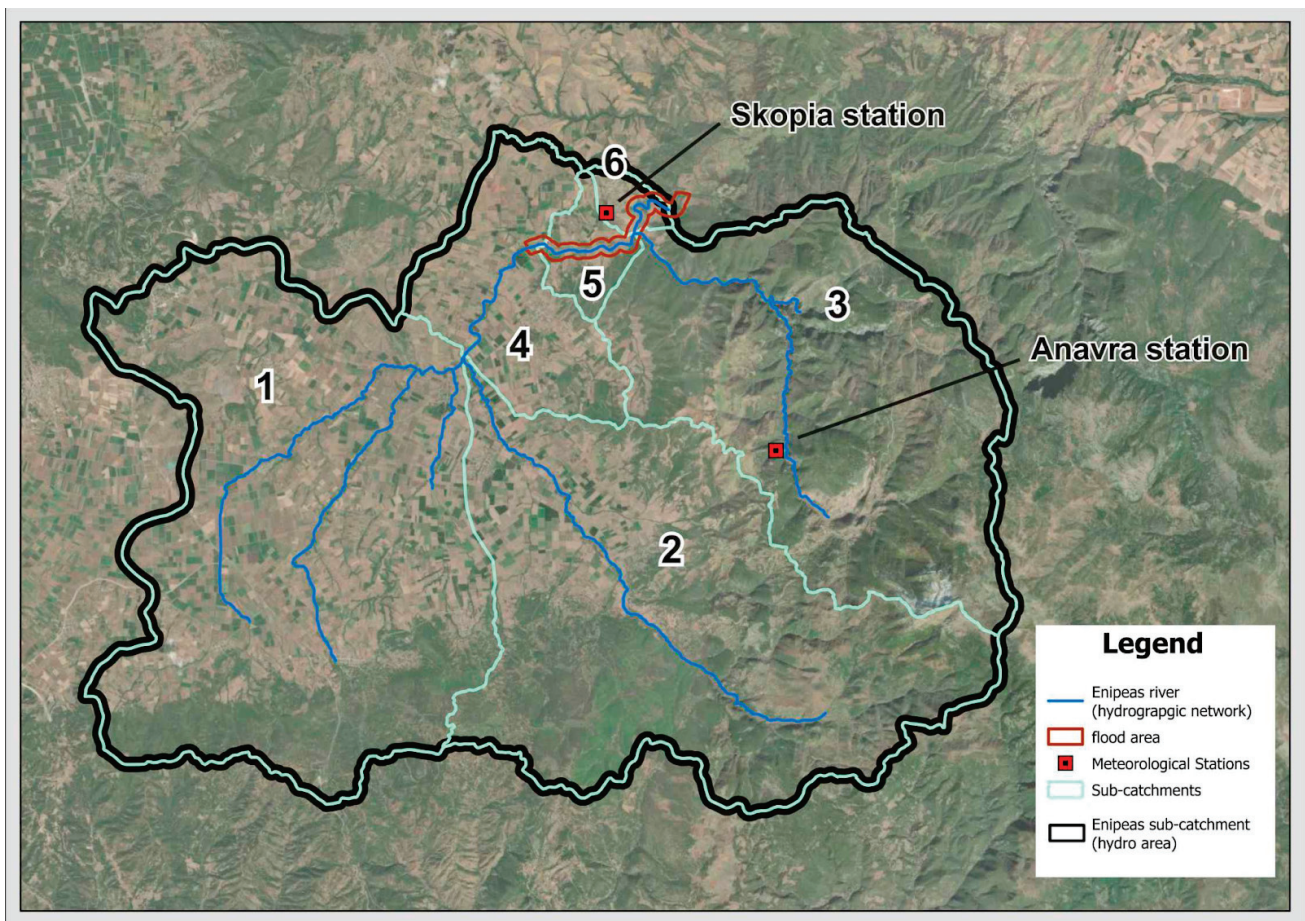 Skopia station
6
5
3
4
Anavra station
1
2
Legend
Enipeas river
(hydrograpgic network)
flood area
Meteorological Stations
Sub-catchments
Enipeas sub-catchment
(hydro area)